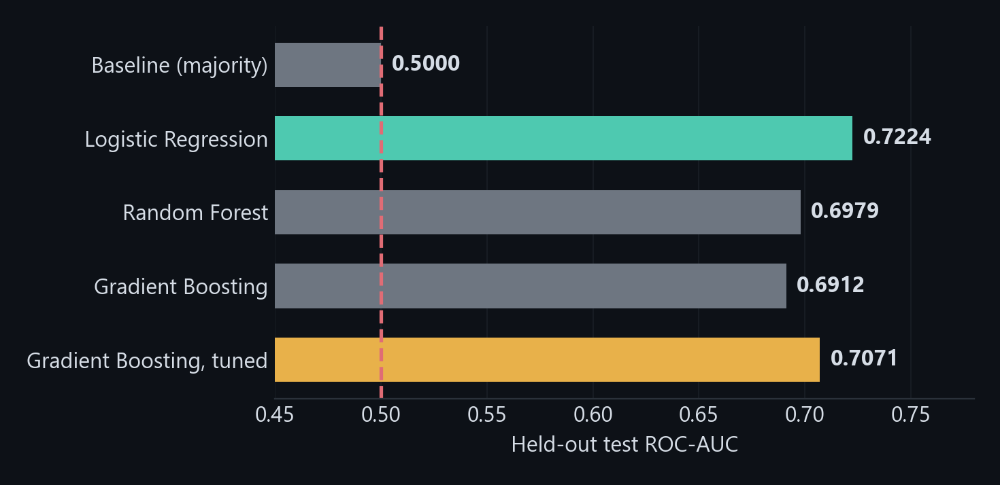 Baseline (majority) 0.5000
Logistic Regression 0.7224
Random Forest 0.6979
Gradient Boosting 0.6912
Gradient Boosting, tuned 0.7071
0.45 0.50 0.55 0.60 0.65 0.70 0.75
Held-out test ROC-AUC